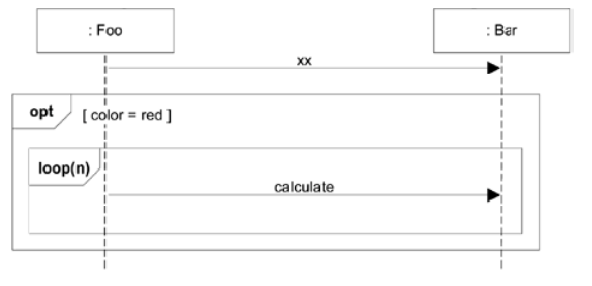 : Foo
: Bar
xx
opt
[ color = red ]
loop(n)
calculate